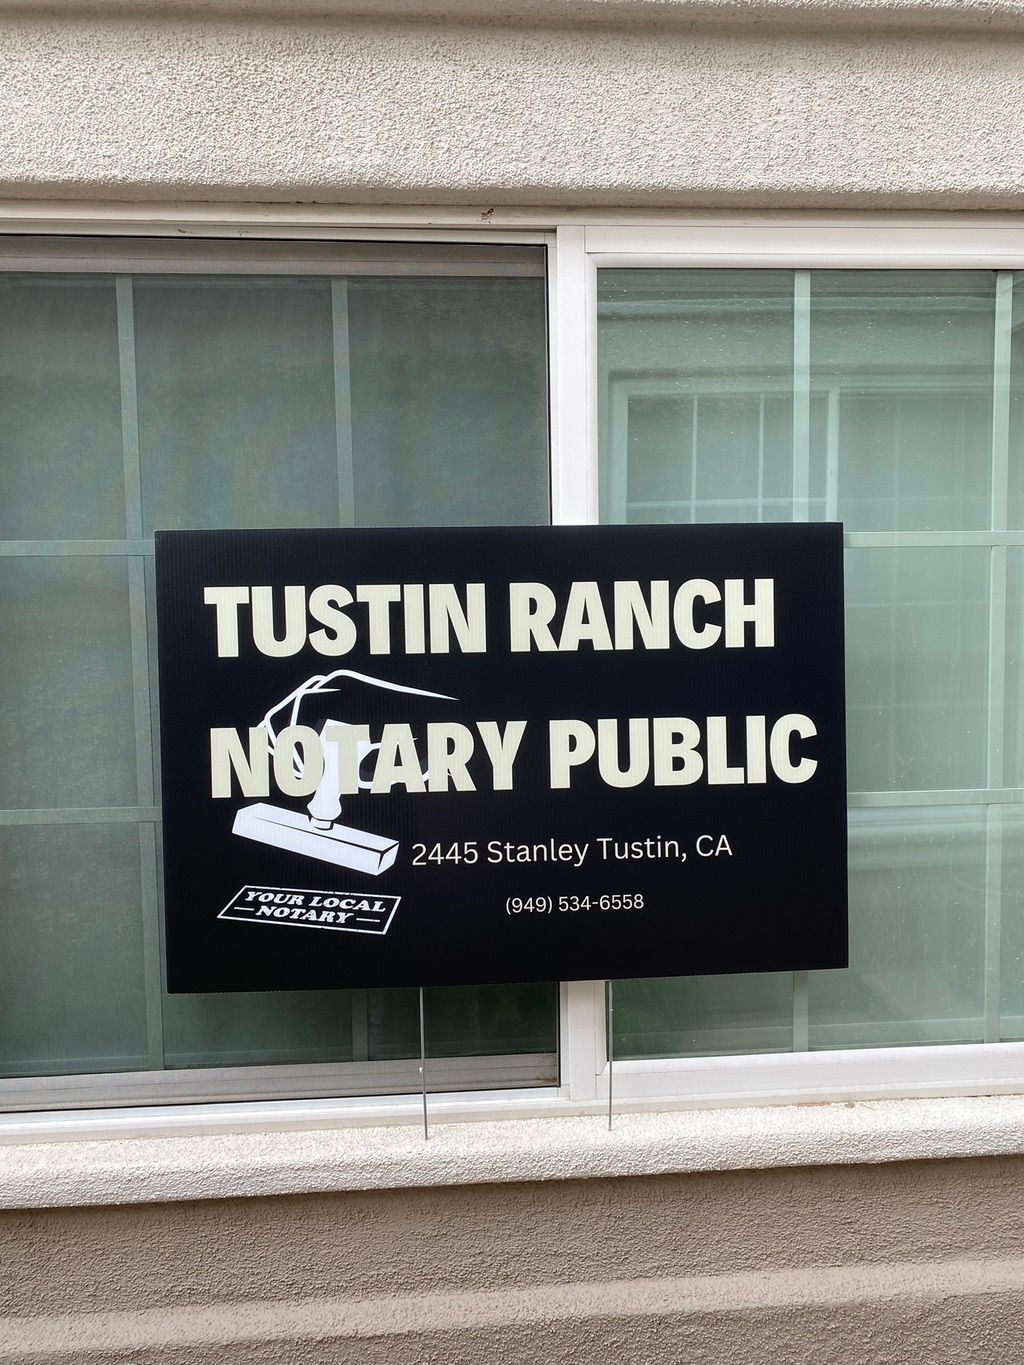 TUSTIN RANCH
NOTARY PUBLIC
2445 Stanley Tustin, CA
(949) 534-6558
YOUR LOCAL
NOTARY